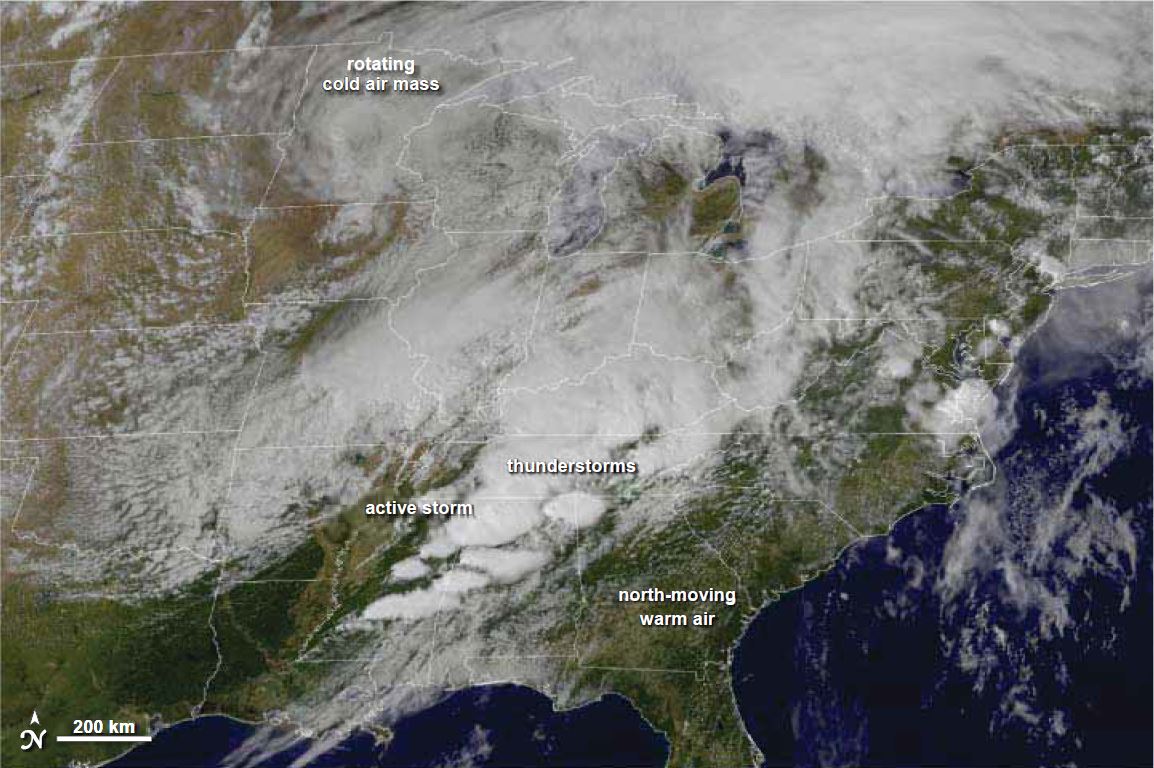 rotating
cold air mass
thunderstorms
active storm
north-moving
warm air
200 km
N